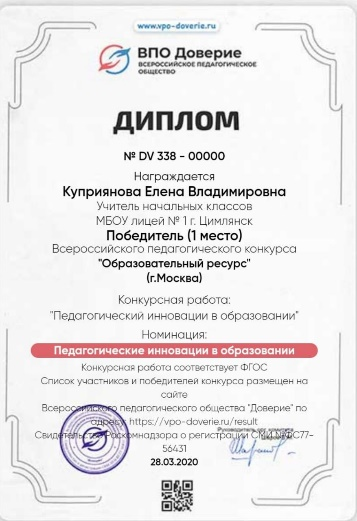 www.vpo-doverie.ru
ВПО Доверие
ВСЕРОССИЙСКОЕ ПЕДАГОГИЧЕСКОЕ
ОБЩЕСТВО
ДИПЛОМ
№ DV 338 - 00000
Награждается
Куприянова Елена Владимировна
Учитель начальных классов
МБОУ лицей № 1 г. Цимлянск
Победитель (1 место)
Всероссийского педагогического конкурса
"Образовательный ресурс"
(г.Москва)
Конкурсная работа:
"Педагогический инновации в образовании"
Номинация:
Педагогические инновации в образовании
Конкурсная работа соответствует ФГОС
Список участников и победителей конкурса размещен на
сайте
Всероссийского педагогического общества "Доверие" по
адресу: https://vpo-doverie.ru/result
Свидетельство Роскомнадзора о регистрации СМИ №ФС77-
56431
28.03.2020